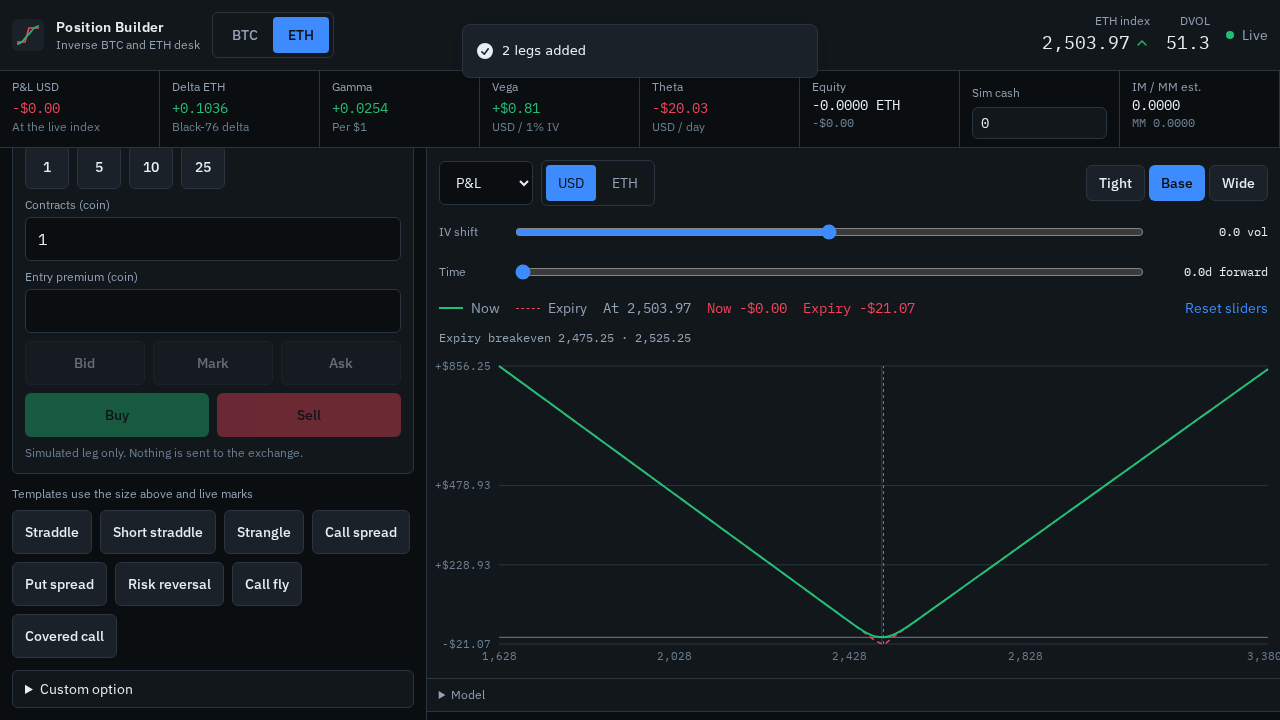 Position Builder
Inverse BTC and ETH desk
BTC
ETH
2 legs added
ETH index
2,503.97
DVOL
51.3
Live
P&L USD
-$0.00
At the live index
Delta ETH
+0.1036
Black-76 delta
Gamma
+0.0254
Per $1
Vega
+$0.81
USD / 1% IV
Theta
-$20.03
USD / day
Equity
-0.0000 ETH
-$0.00
Sim cash
0
IM / MM est.
0.0000
MM 0.0000
1
5
10
25
Contracts (coin)
1
Entry premium (coin)
Bid
Mark
Ask
Buy
Sell
Simulated leg only. Nothing is sent to the exchange.
Templates use the size above and live marks
Straddle
Short straddle
Strangle
Call spread
Put spread
Risk reversal
Call fly
Covered call
Custom option
P&L
USD
ETH
Tight
Base
Wide
IV shift
0.0 vol
Time
0.0d forward
Now
Expiry
At 2,503.97
Now -$0.00
Expiry -$21.07
Reset sliders
Expiry breakeven 2,475.25 · 2,525.25
+$856.25
+$478.93
+$228.93
-$21.07
1,628
2,028
2,428
2,828
3,380
Model